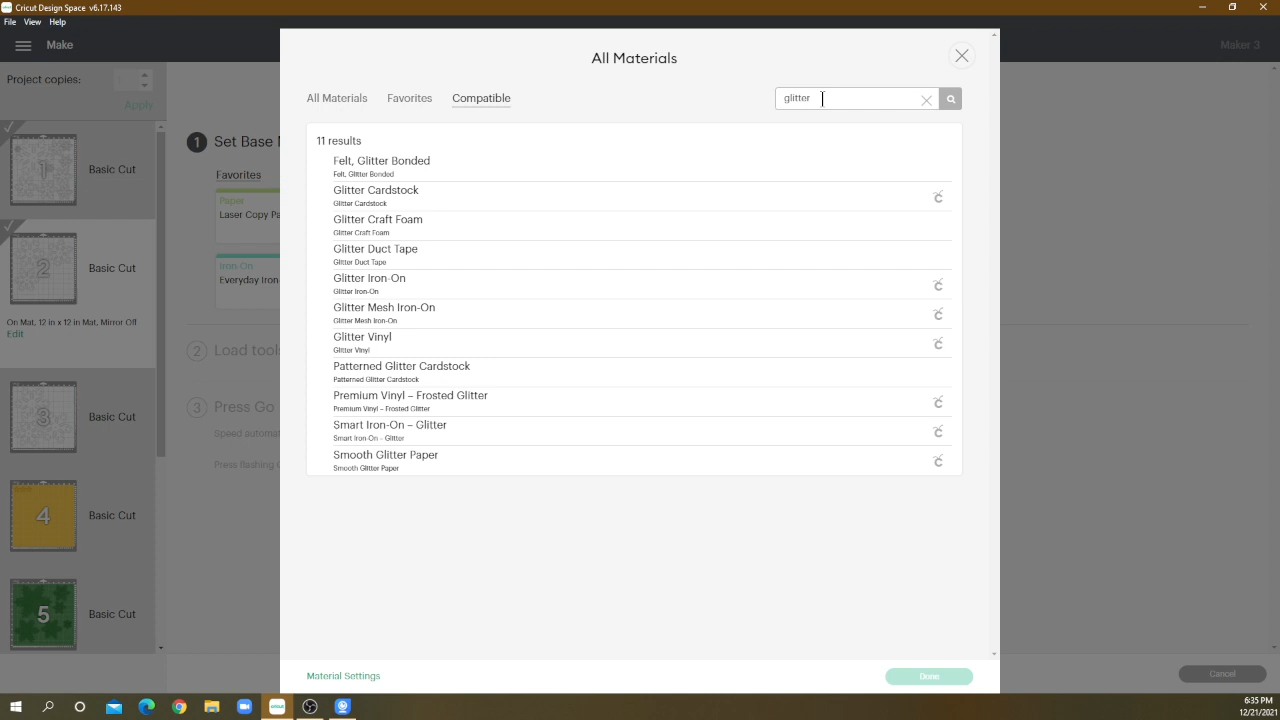 Cricut Design Space v6.17.143
Make
Maker 3
Project copies:
1
Apply
1
Basic Cut
2
Basic Cut
On Mat, 12 in x 12 in Mat, Mirror Off
Edit
3
Basic Cut
4
Basic Cut
5
Basic Cut
1 Set Base M
Favorites
Paper
Laser Copy Pa
Iron-On
Everyday Iron
2 Load tools
3 Press Go
Speed automat
Press flashing G
All Materials
All Materials Favorites Compatible
glitter
11 results
Felt, Glitter Bonded
Felt, Glitter Bonded
Glitter Cardstock
Glitter Cardstock
Glitter Craft Foam
Glitter Craft Foam
Glitter Duct Tape
Glitter Duct Tape
Glitter Iron-On
Glitter Iron-On
Glitter Mesh Iron-On
Glitter Mesh Iron-On
Glitter Vinyl
Glitter Vinyl
Patterned Glitter Cardstock
Patterned Glitter Cardstock
Premium Vinyl – Frosted Glitter
Premium Vinyl – Frosted Glitter
Smart Iron-On – Glitter
Smart Iron-On – Glitter
Smooth Glitter Paper
Smooth Glitter Paper
Material Settings
Done
Cancel
6:35 PM
12/21/2021